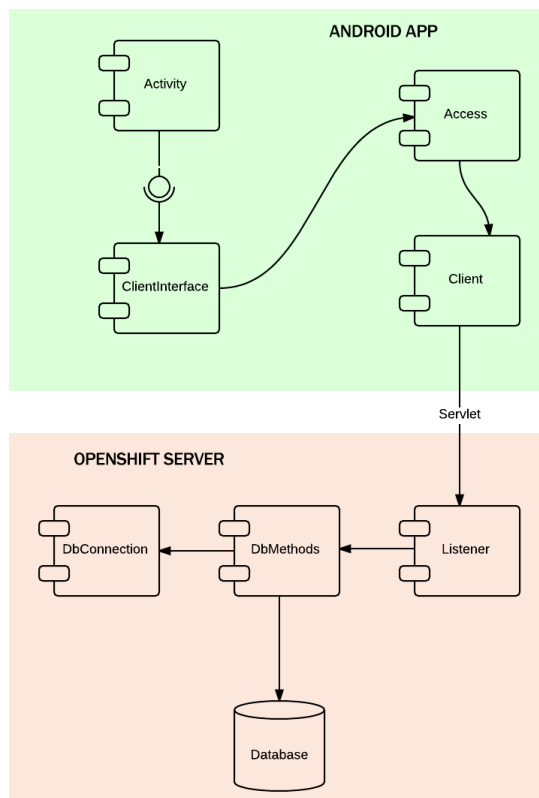 ANDROID APP
Activity
Access
ClientInterface
Client
Servlet
OPENSHIFT SERVER
DbConnection
DbMethods
Listener
Database